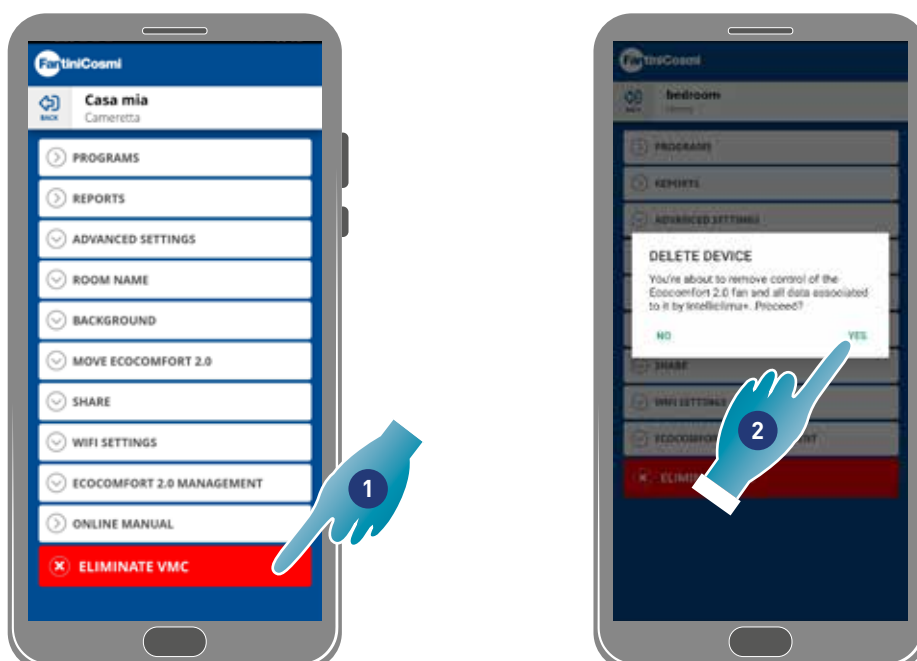 FantiniCosmi
BACK
Casa mia
Cameretta
PROGRAMS
REPORTS
ADVANCED SETTINGS
ROOM NAME
BACKGROUND
MOVE ECOCOMFORT 2.0
SHARE
WIFI SETTINGS
ECOCOMFORT 2.0 MANAGEMENT
ONLINE MANUAL
ELIMINATE VMC
1
FantiniCosmi
BACK
bedroom
PROGRAMS
REPORTS
ADVANCED SETTINGS
DELETE DEVICE
You're about to remove control of the
Ecocomfort 2.0 fan and all data associated
to it by Intelliclima+. Proceed?
NO
YES
SHARE
WIFI SETTINGS
2